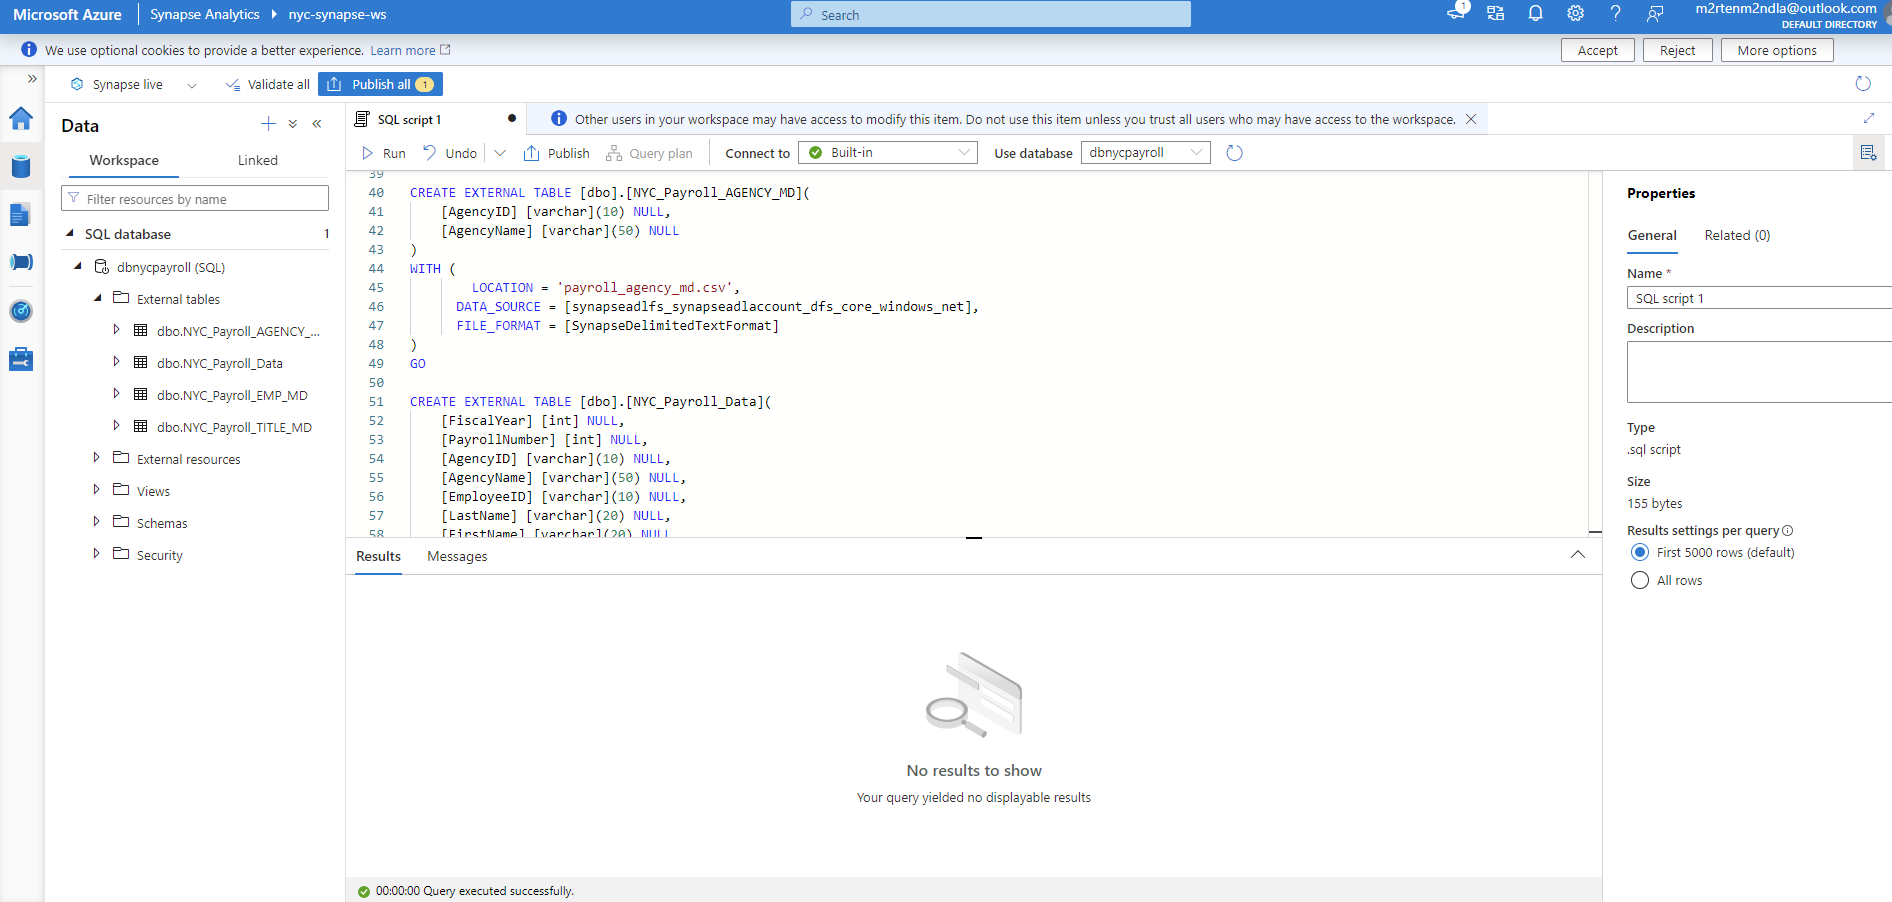 Microsoft Azure
Synapse Analytics
nyc-synapse-ws
Search
1
m2rtenm2ndla@outlook.com
DEFAULT DIRECTORY
We use optional cookies to provide a better experience. Learn more
Accept
Reject
More options
Synapse live
Validate all
Publish all 1
Data
Workspace
Linked
Filter resources by name
SQL database 1
dbnycpayroll (SQL)
External tables
dbo.NYC_Payroll_AGENCY_...
dbo.NYC_Payroll_Data
dbo.NYC_Payroll_EMP_MD
dbo.NYC_Payroll_TITLE_MD
External resources
Views
Schemas
Security
SQL script 1
Other users in your workspace may have access to modify this item. Do not use this item unless you trust all users who may have access to the workspace.
Run
Undo
Publish
Query plan
Connect to
Built-in
Use database
dbnycpayroll
39
40 CREATE EXTERNAL TABLE [dbo].[NYC_Payroll_AGENCY_MD](
41 [AgencyID] [varchar](10) NULL,
42 [AgencyName] [varchar](50) NULL
43 )
44 WITH (
45 LOCATION = 'payroll_agency_md.csv',
46 DATA_SOURCE = [synapseadlfs_synapseadlaccount_dfs_core_windows_net],
47 FILE_FORMAT = [SynapseDelimitedTextFormat]
48 )
49 GO
50
51 CREATE EXTERNAL TABLE [dbo].[NYC_Payroll_Data](
52 [FiscalYear] [int] NULL,
53 [PayrollNumber] [int] NULL,
54 [AgencyID] [varchar](10) NULL,
55 [AgencyName] [varchar](50) NULL,
56 [EmployeeID] [varchar](10) NULL,
57 [LastName] [varchar](20) NULL,
58 [FirstName] [varchar](20) NULL
Results
Messages
No results to show
Your query yielded no displayable results
00:00:00 Query executed successfully.
Properties
General
Related (0)
Name *
SQL script 1
Description
Type
.sql script
Size
155 bytes
Results settings per query
First 5000 rows (default)
All rows